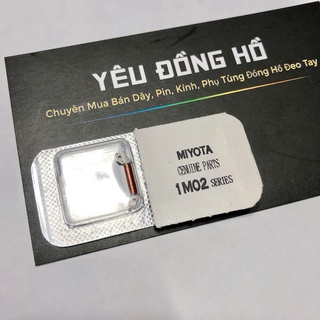 YÊU ĐỒNG HỒ
Chuyên Mua Bán Dây, Pin, Kính, Phụ Tùng Đồng Hồ Đeo Tay
MIYOTA
GENUINE PARTS
1M02 SERIES